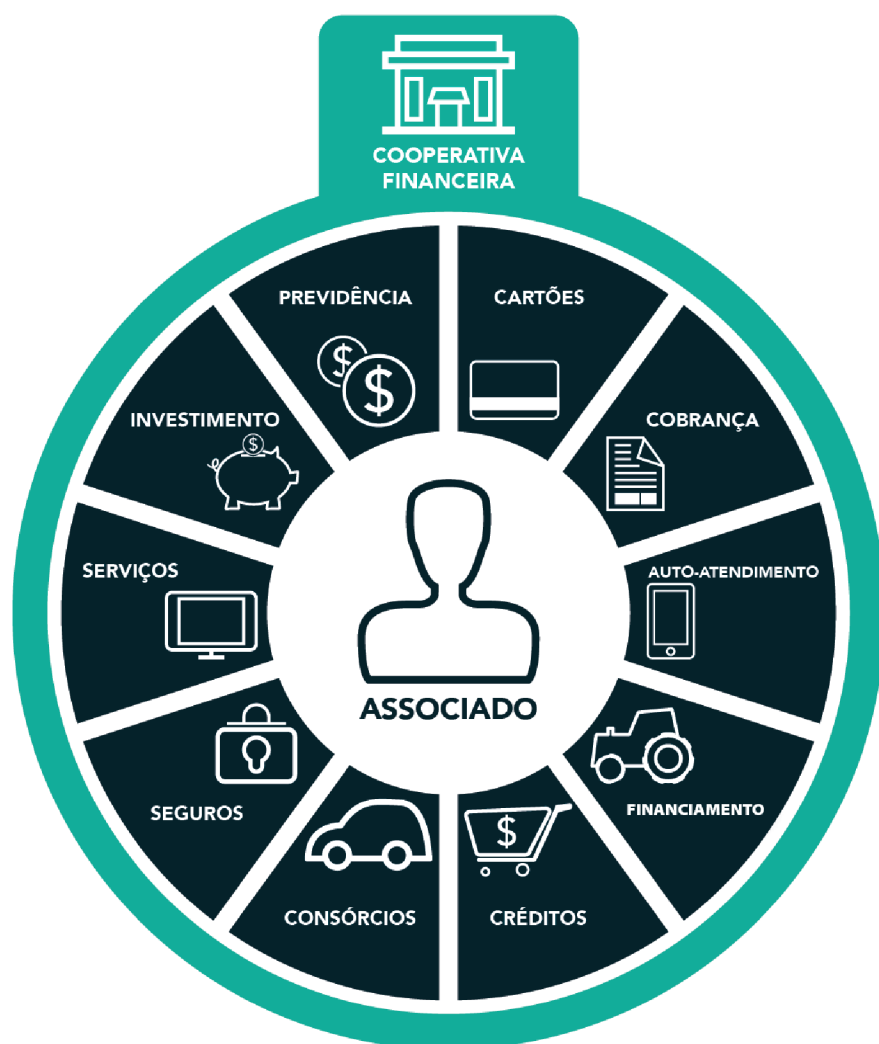 COOPERATIVA
FINANCEIRA
PREVIDÊNCIA
CARTÕES
INVESTIMENTO
$
COBRANÇA
SERVIÇOS
AUTO-ATENDIMENTO
ASSOCIADO
SEGUROS
FINANCIAMENTO
CONSÓRCIOS
CRÉDITOS
$
$
$